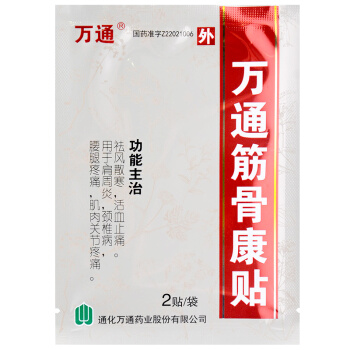 万通®
国药准字Z22021006
外
万通筋骨康贴
功能主治
祛风散寒，活血止痛。
用于肩周炎，颈椎病，
腰腿疼痛，肌肉关节疼痛。
2贴/袋
通化万通药业股份有限公司